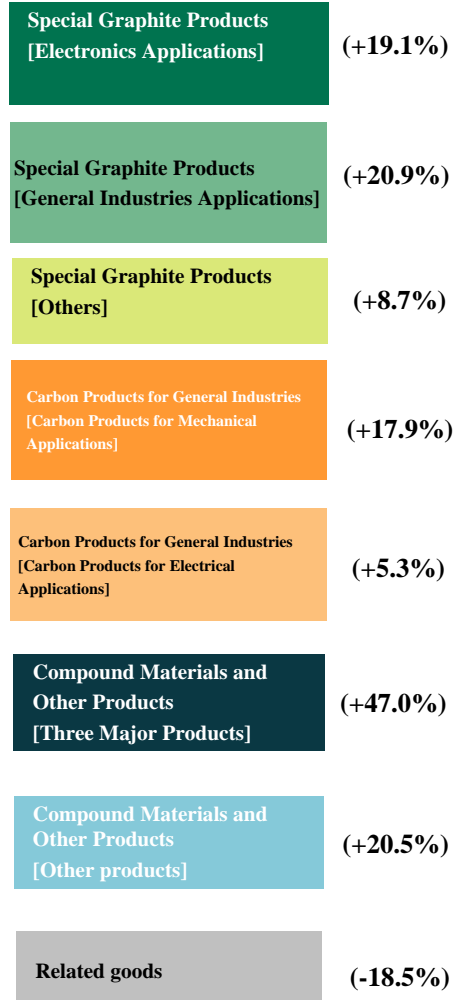 Special Graphite Products
[Electronics Applications]
(+19.1%)
Special Graphite Products
[General Industries Applications]
(+20.9%)
Special Graphite Products
[Others]
(+8.7%)
Carbon Products for General Industries
[Carbon Products for Mechanical
Applications]
(+17.9%)
Carbon Products for General Industries
[Carbon Products for Electrical
Applications]
(+5.3%)
Compound Materials and
Other Products
[Three Major Products]
(+47.0%)
Compound Materials and
Other Products
[Other products]
(+20.5%)
Related goods
(-18.5%)